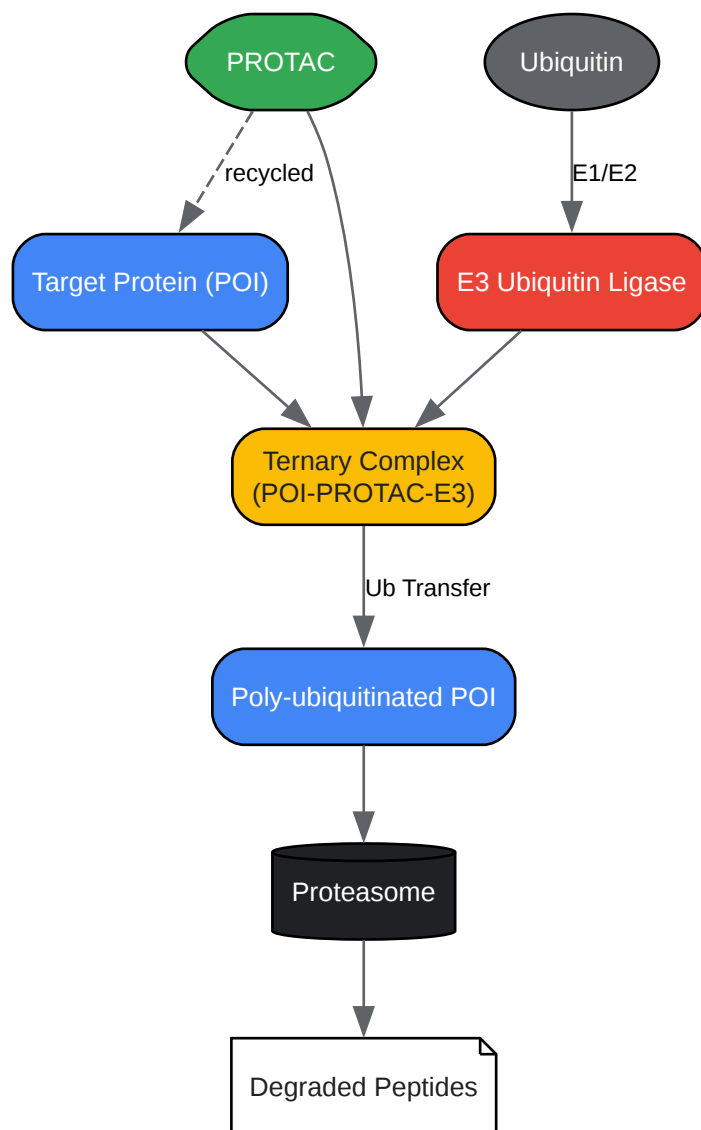 PROTAC
Ubiquitin
recycled
E1/E2
Target Protein (POI)
E3 Ubiquitin Ligase
Ternary Complex
(POI-PROTAC-E3)
Ub Transfer
Poly-ubiquitinated POI
Proteasome
Degraded Peptides